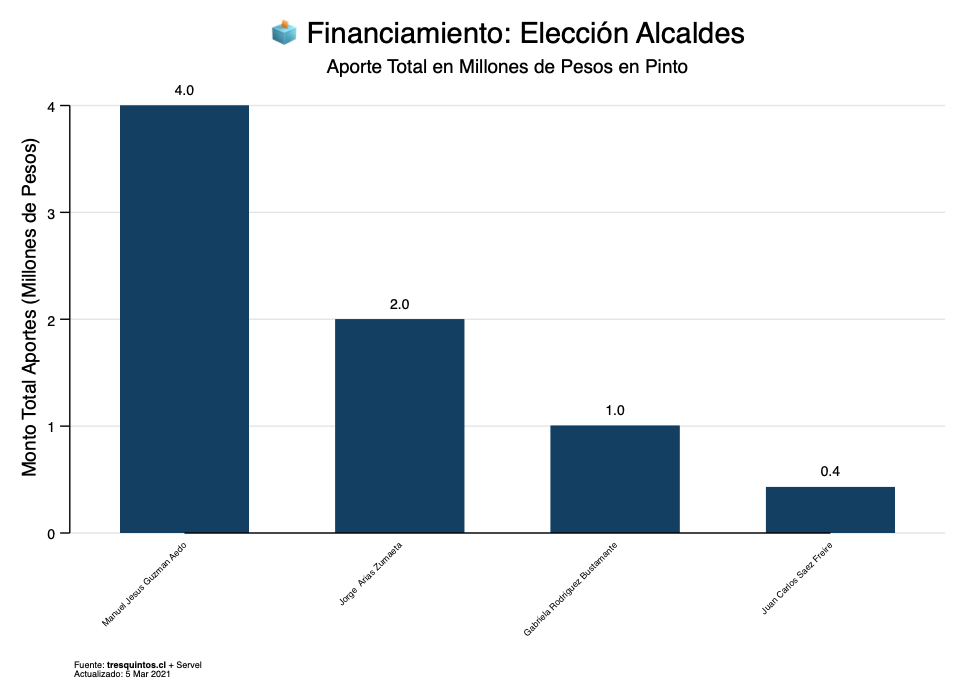 Financiamiento: Elección Alcaldes
Aporte Total en Millones de Pesos en Pinto
Monto Total Aportes (Millones de Pesos)
4
3
2
1
0
4.0
2.0
1.0
0.4
Manuel Jesus Guzman Aedo
Jorge  Arias Zumaeta
Gabriela Rodriguez Bustamante
Juan Carlos Saez Freire
Fuente: tresquintos.cl + Servel
Actualizado: 5 Mar 2021